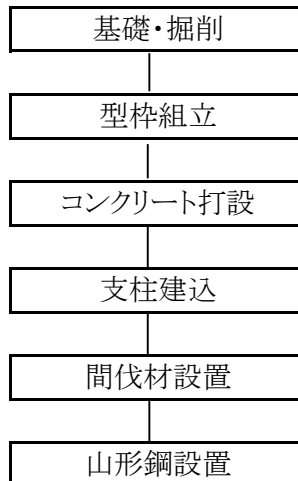 基礎・掘削
型枠組立
コンクリート打設
支柱建込
間伐材設置
山形鋼設置